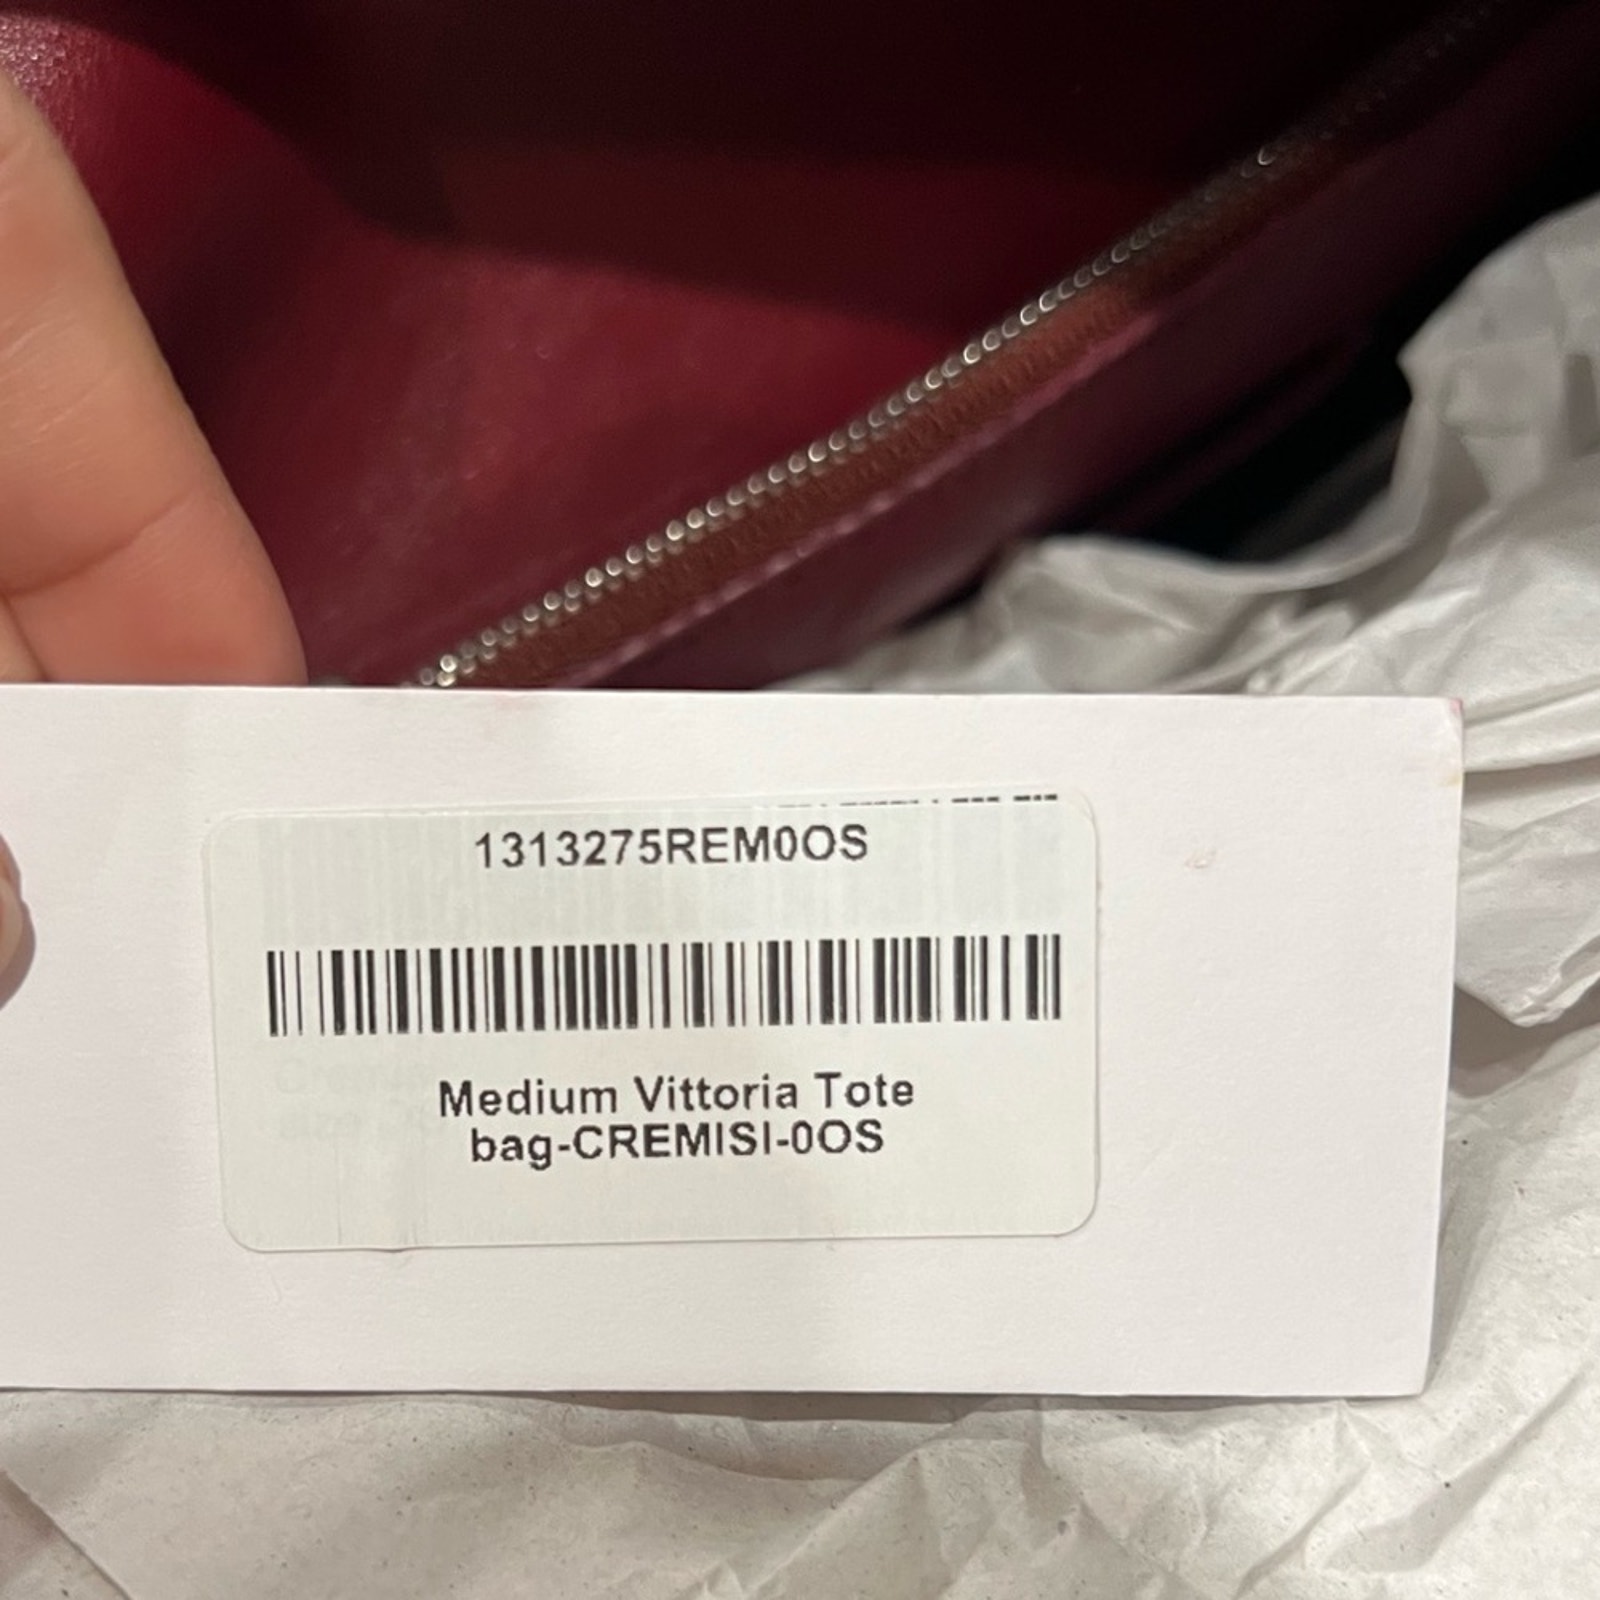 1313275REM0OS
Medium Vittoria Tote
bag-CREMISI-0OS